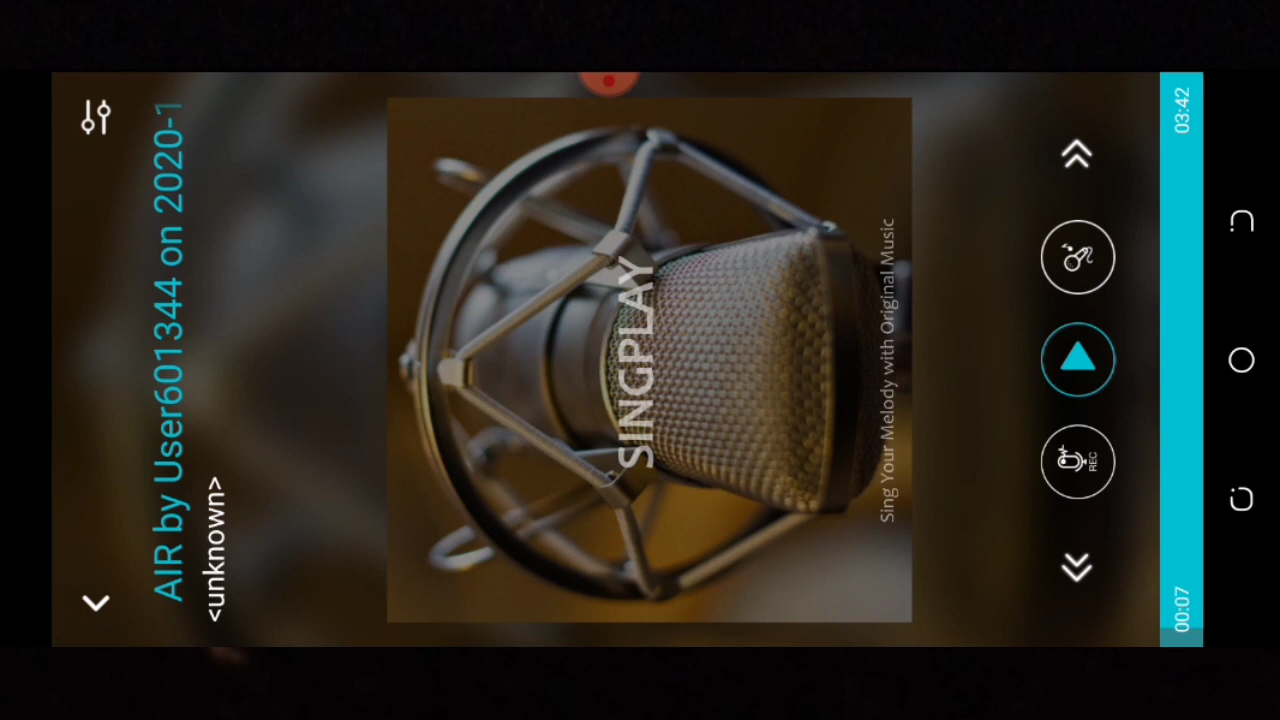 AIR by User601344 on 2020-1
<unknown>
SINGPLAY
Sing Your Melody with Original Music
REC
00:07
03:42